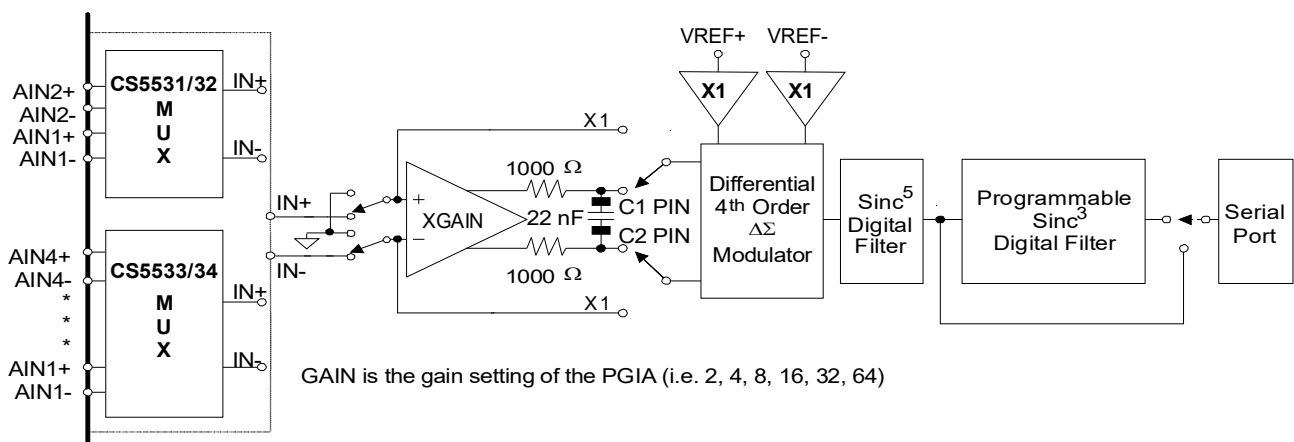 VREF+ VREF-
X1 X1
CS5531/32
M
U
X
IN+
IN-
AIN2+
AIN2-
AIN1+
AIN1-
IN+
IN-
CS5533/34
M
U
X
IN+
IN-
AIN4+
AIN4-
*
*
*
AIN1+
AIN1-
X1
1000 Ω
+
XGAIN
−
22 nF
C1 PIN
C2 PIN
1000 Ω
X1
Differential
4th Order
ΔΣ
Modulator
Sinc5
Digital
Filter
Programmable
Sinc3
Digital Filter
Serial
Port
GAIN is the gain setting of the PGIA (i.e. 2, 4, 8, 16, 32, 64)